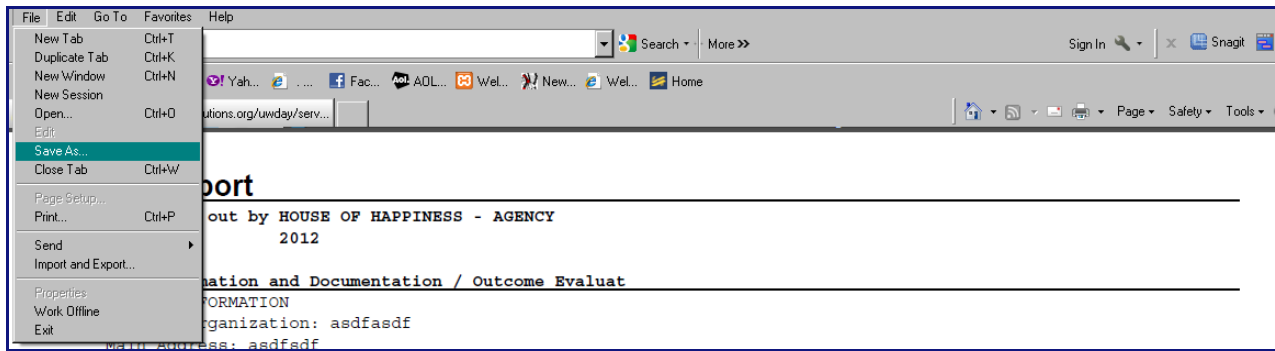 File Edit Go To Favorites Help
New Tab Ctrl+T
Duplicate Tab Ctrl+K
New Window Ctrl+N
New Session
Open... Ctrl+O
Edit
Save As...
Close Tab Ctrl+W
Page Setup...
Print... Ctrl+P
Send
Import and Export...
Properties
Work Offline
Exit
Search More >> Sign In Snagit
Yah... .... Fac... AOL... Wel... New... Wel... Home
utions.org/uwday/serv... Page Safety Tools
port
out by HOUSE OF HAPPINESS - AGENCY
2012
mation and Documentation / Outcome Evaluat
FORMATION
rganization: asdfasdf
Main Address: asdfsdf